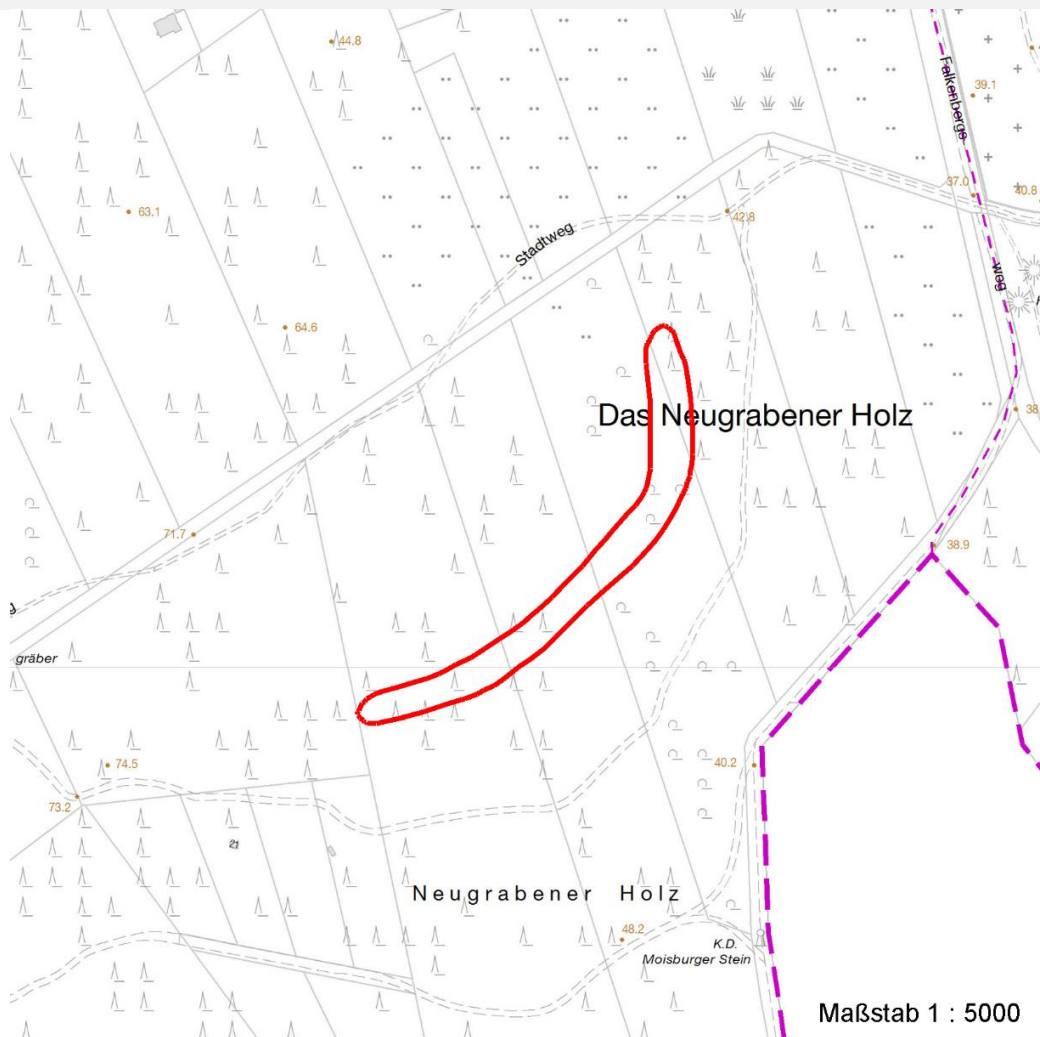 44.8
Falkenbergs
39.1
37.0
40.8
63.1
42.8
Stadtweg
weg
64.6
Das Neugrabener Holz
71.7
38.9
gräber
74.5
40.2
73.2
21
Neugrabener Holz
48.2
K.D.
Moisburger Stein
Maßstab 1 : 5000